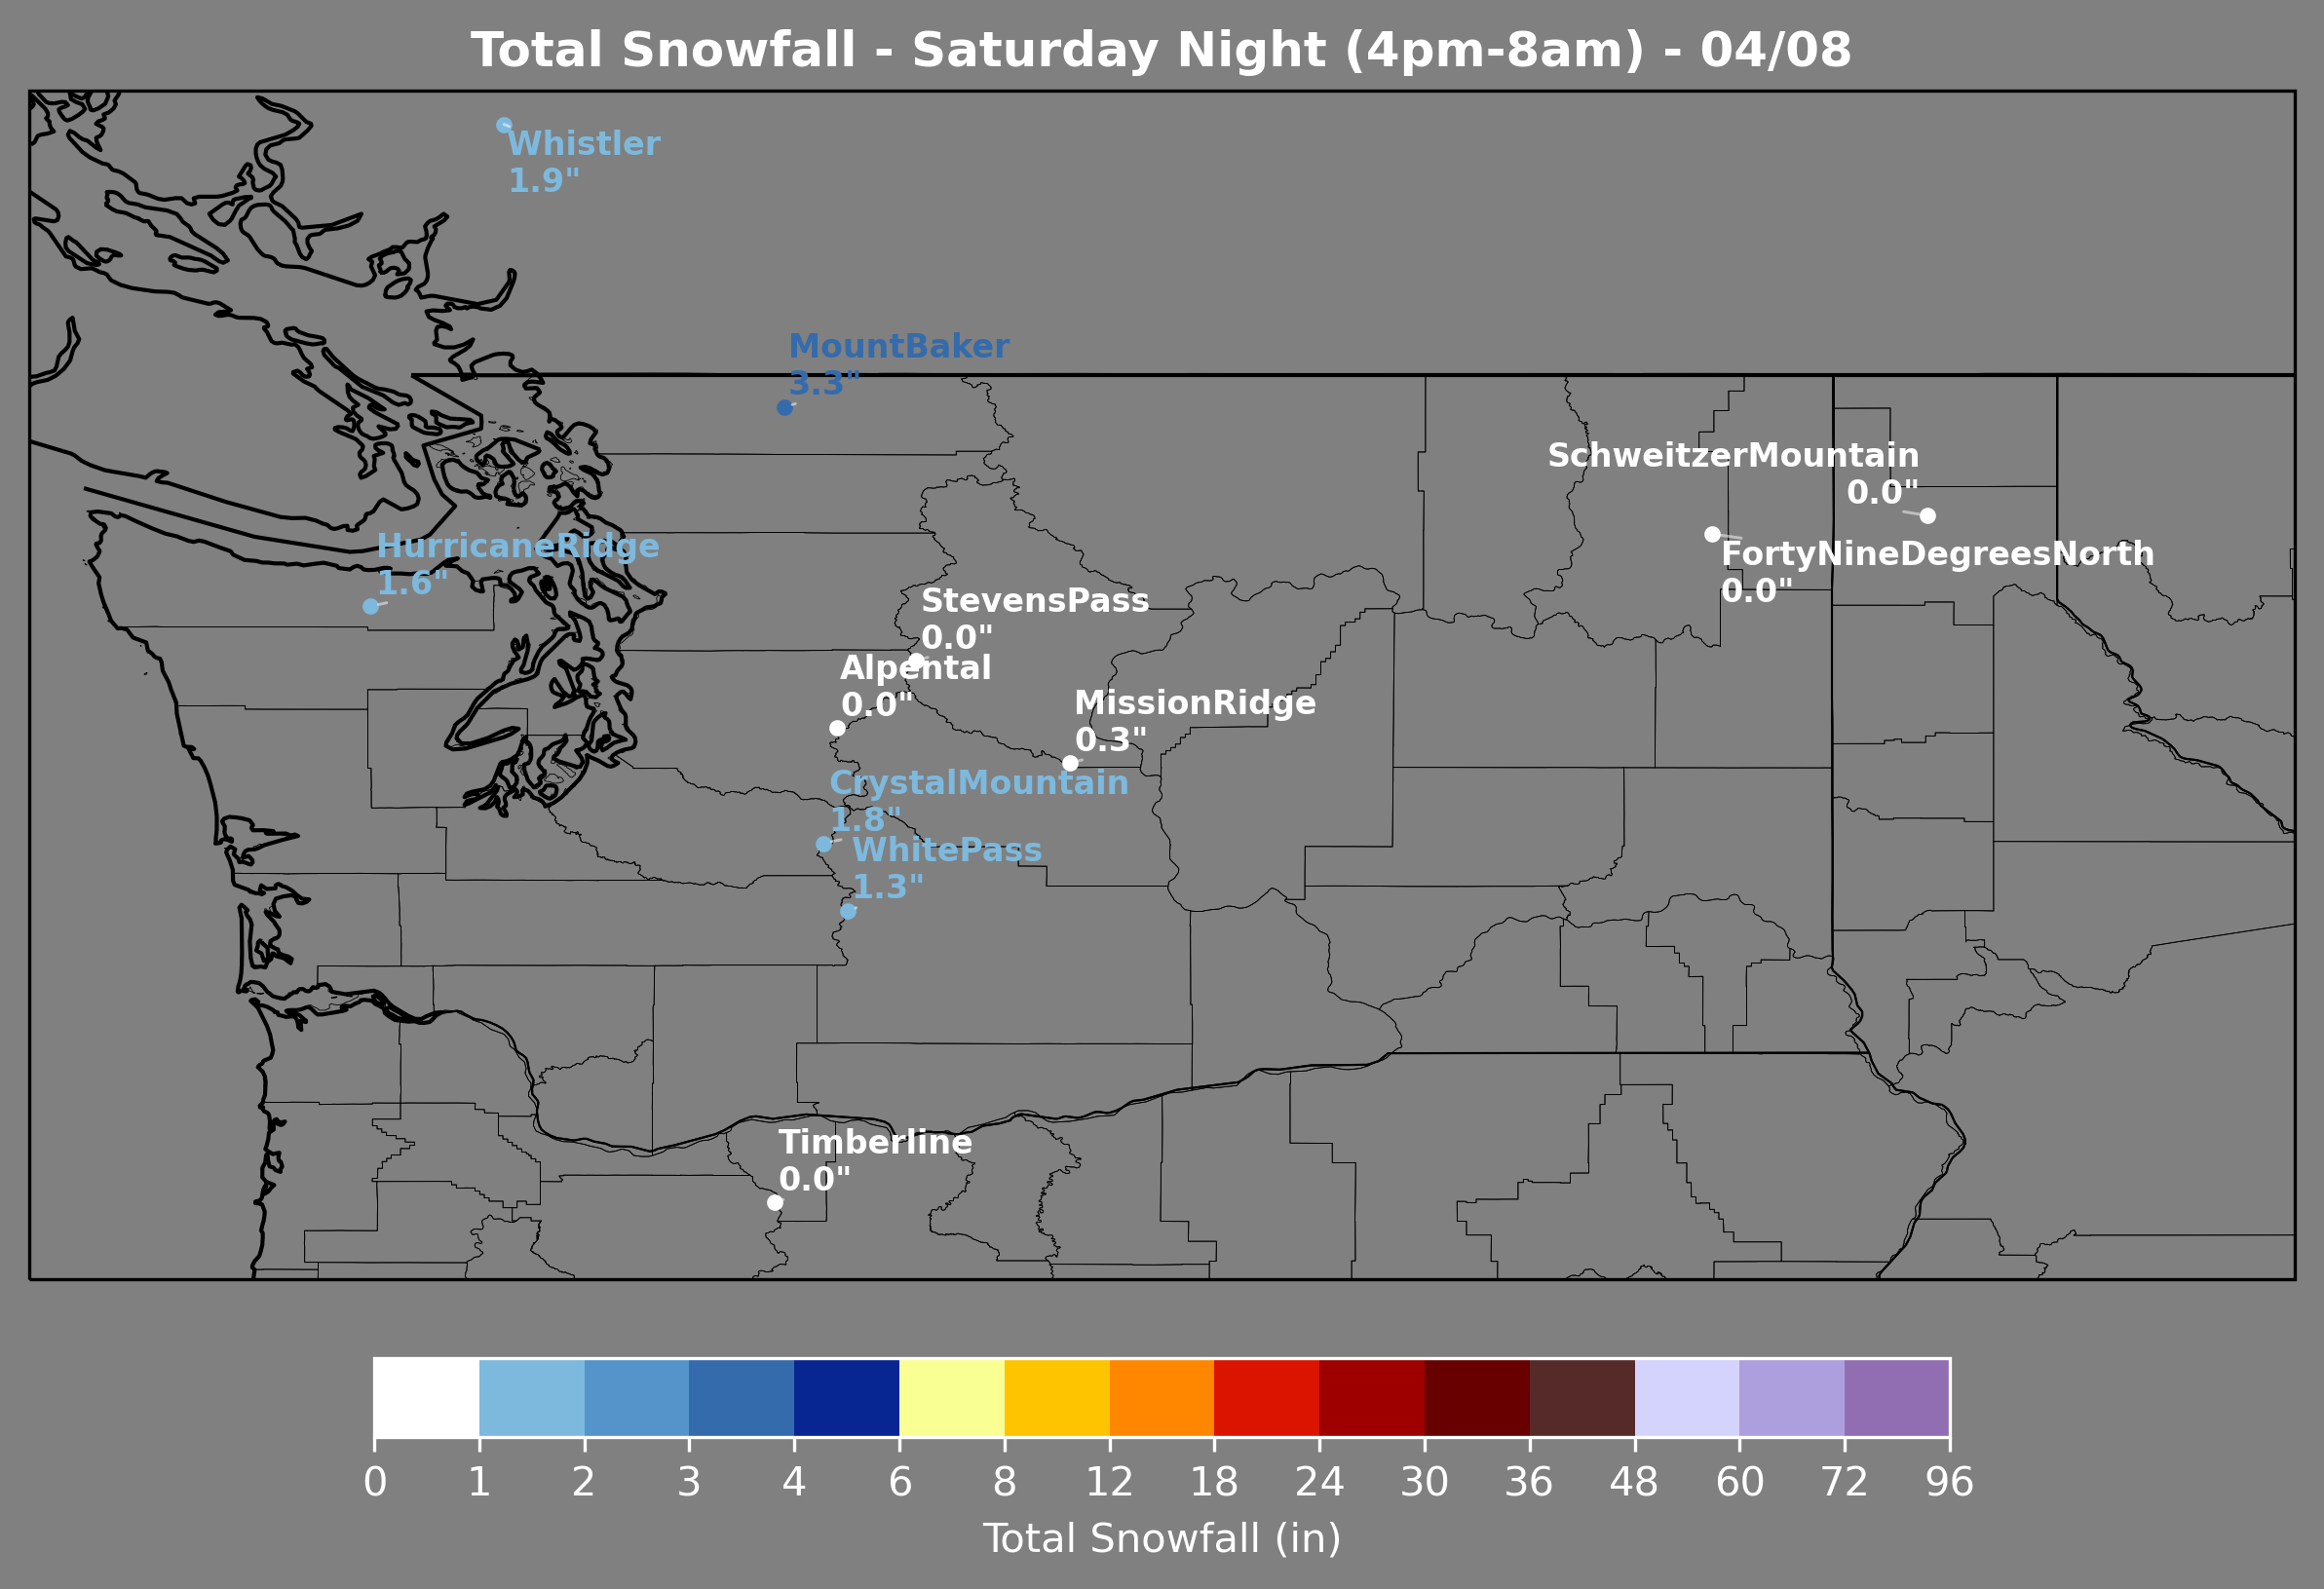 Total Snowfall - Saturday Night (4pm-8am) - 04/08
Whistler
1.9"
MountBaker
3.3"
SchweitzerMountain
0.0"
HurricaneRidge
1.6"
FortyNineDegreesNorth
0.0"
StevensPass
0.0"
Alpental
0.0"
MissionRidge
0.3"
CrystalMountain
1.8"
WhitePass
1.3"
Timberline
0.0"
0 1 2 3 4 6 8 12 18 24 30 36 48 60 72 96
Total Snowfall (in)